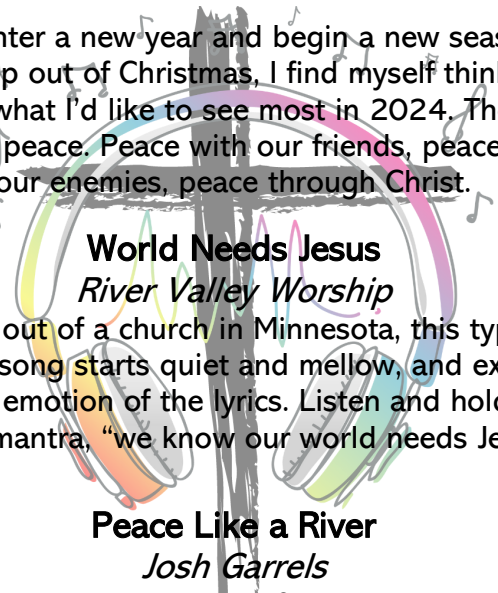 nter a new year and begin a new seas
p out of Christmas, I find myself think
what I'd like to see most in 2024. Th
peace. Peace with our friends, peace
our enemies, peace through Christ.
World Needs Jesus
River Valley Worship
out of a church in Minnesota, this typ
song starts quiet and mellow, and ex
emotion of the lyrics. Listen and hold
mantra, “we know our world needs Je
Peace Like a River
Josh Garrels